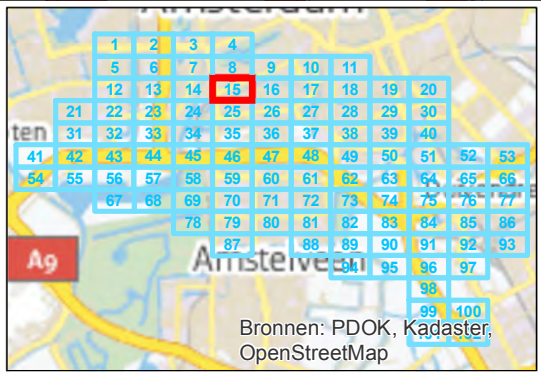 1 2 3 4
5 6 7 8 9 10 11
12 13 14 15 16 17 18 19 20
21 22 23 24 25 26 27 28 29 30
ten 31 32 33 34 35 36 37 38 39 40
41 42 43 44 45 46 47 48 49 50 51 52 53
54 55 56 57 58 59 60 61 62 63 64 65 66
67 68 69 70 71 72 73 74 75 76 77
78 79 80 81 82 83 84 85 86
87 88 89 90 91 92 93
A9 Amstelveen
94 95 96 97
98
99 100
Bronnen: PDOK, Kadaster,
OpenStreetMap